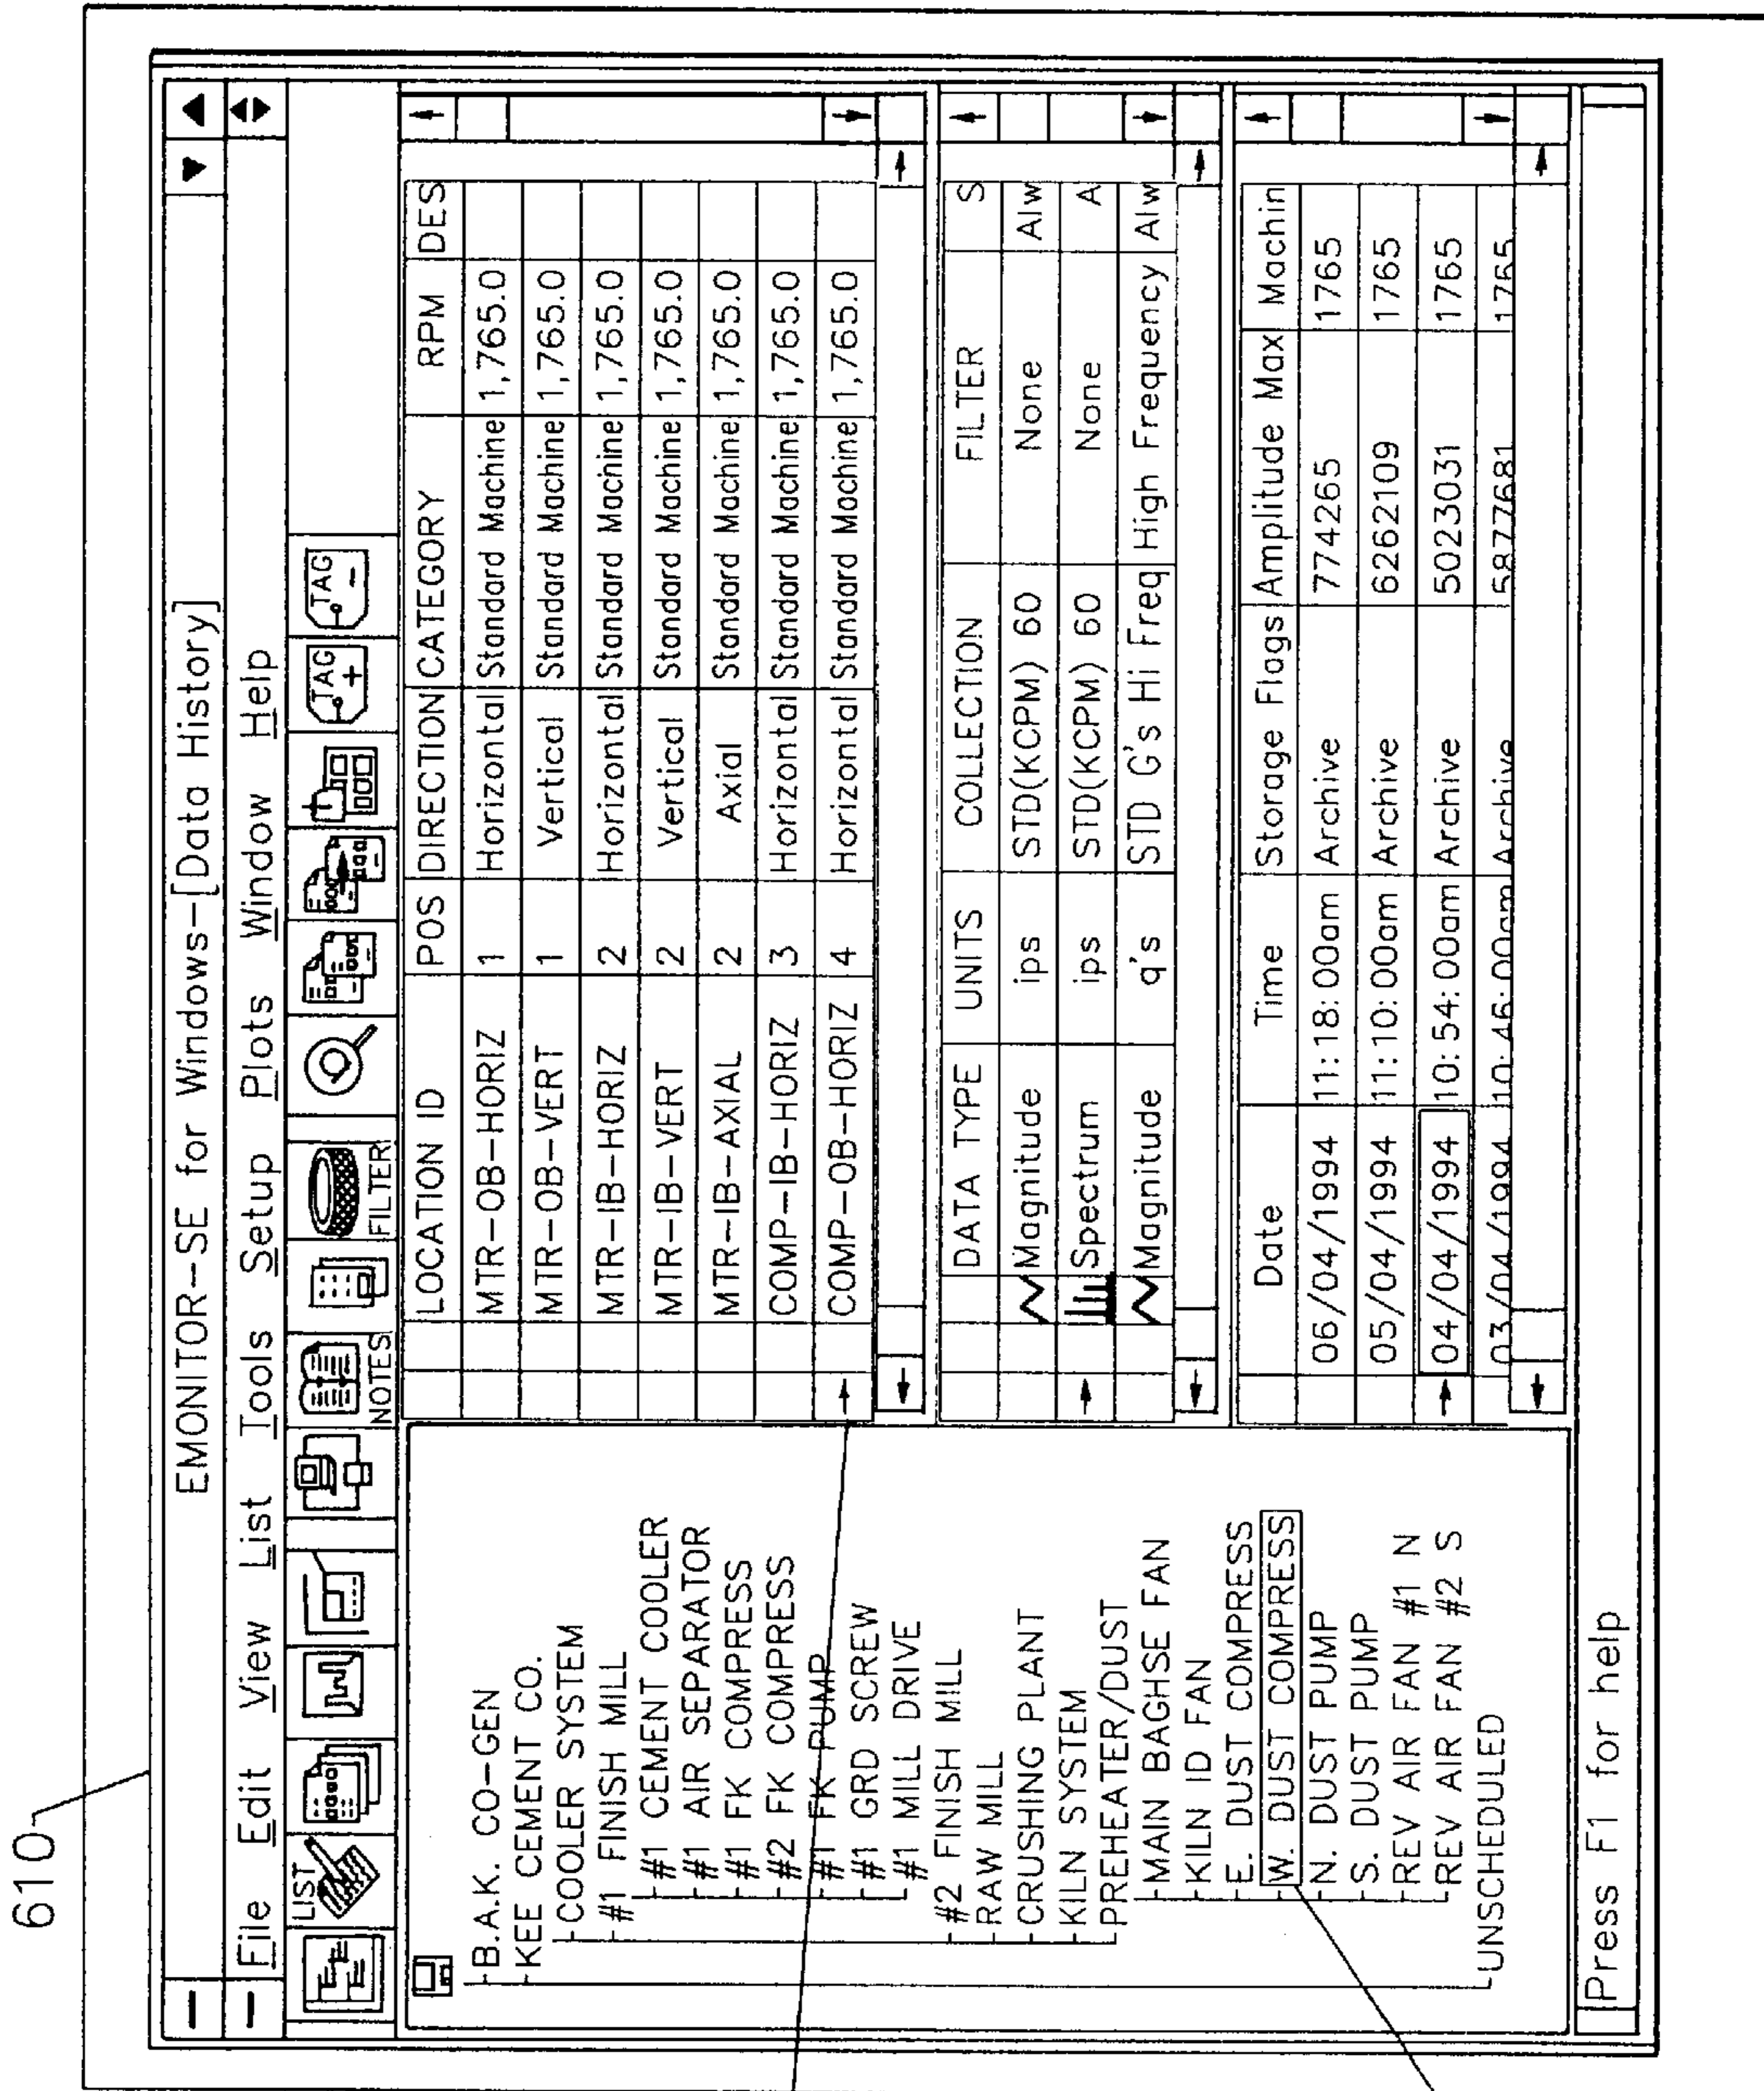 610
EMONITOR-SE for Windows-[Data History]
File Edit View List Tools Setup Plots Window Help
LIST NOTES FILTER TAG + TAG -
B.A.K. CO-GEN
KEE CEMENT CO.
COOLER SYSTEM
#1 FINISH MILL
#1 CEMENT COOLER
#1 AIR SEPARATOR
#1 FK COMPRESS
#2 FK COMPRESS
#1 FK PUMP
#1 GRD SCREW
#1 MILL DRIVE
#2 FINISH MILL
RAW MILL
CRUSHING PLANT
KILN SYSTEM
PREHEATER/DUST
MAIN BAGHSE FAN
KILN ID FAN
E. DUST COMPRESS
W. DUST COMPRESS
N. DUST PUMP
S. DUST PUMP
REV AIR FAN #1 N
REV AIR FAN #2 S
UNSCHEDULED
LOCATION ID POS DIRECTION CATEGORY RPM DES
MTR-OB-HORIZ 1 Horizontal Standard Machine 1,765.0
MTR-OB-VERT 1 Vertical Standard Machine 1,765.0
MTR-IB-HORIZ 2 Horizontal Standard Machine 1,765.0
MTR-IB-VERT 2 Vertical Standard Machine 1,765.0
MTR-IB-AXIAL 2 Axial Standard Machine 1,765.0
COMP-IB-HORIZ 3 Horizontal Standard Machine 1,765.0
COMP-OB-HORIZ 4 Horizontal Standard Machine 1,765.0
DATA TYPE UNITS COLLECTION FILTER S
Magnitude ips STD(KCPM) 60 None Alw
Spectrum ips STD(KCPM) 60 None A
Magnitude q's STD G's Hi Freq High Frequency Alw
Date Time Storage Flags Amplitude Max Machin
06/04/1994 11:18:00am Archive 774265 1765
05/04/1994 11:10:00am Archive 6262109 1765
04/04/1994 10:54:00am Archive 5023031 1765
03/04/1994 10:46:00am Archive 5877681 1765
Press F1 for help